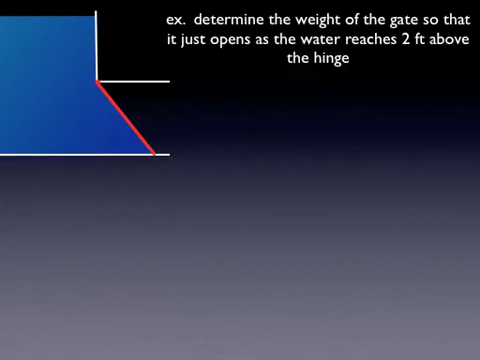 ex. determine the weight of the gate so that
it just opens as the water reaches 2 ft above
the hinge